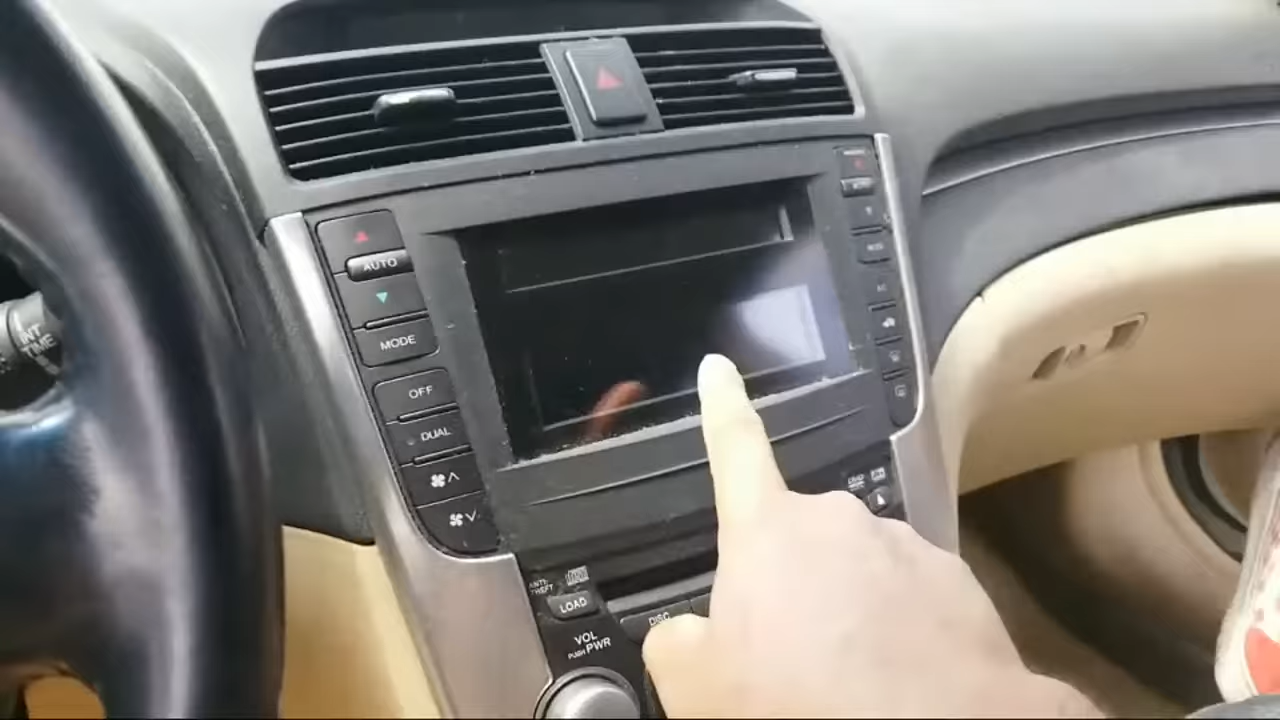 AUTO
MODE
OFF
DUAL
INT
TIME
ANTI-
THEFT
LOAD
DISC
VOL
PUSH PWR